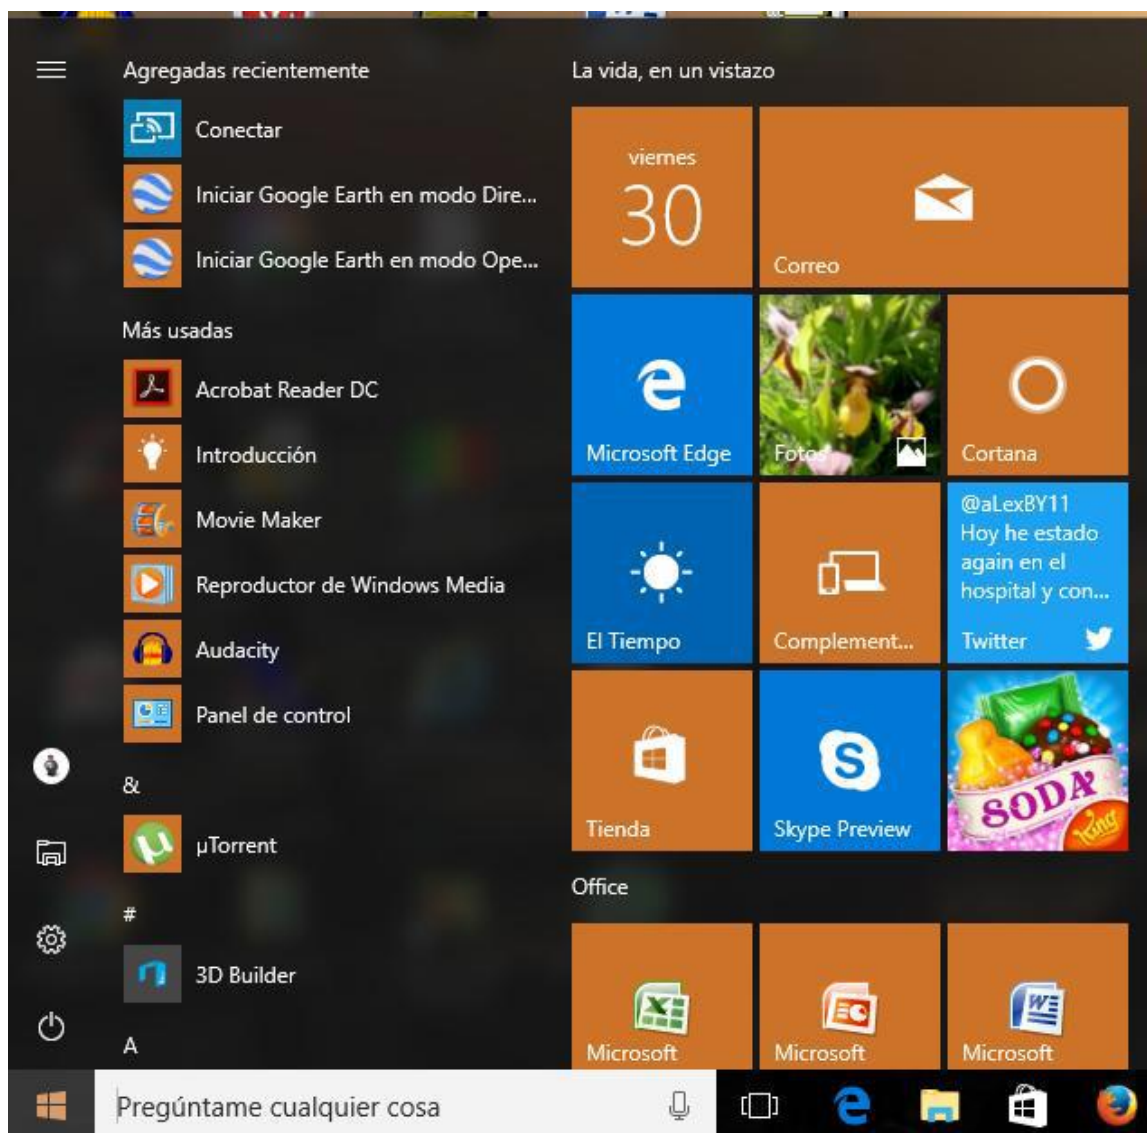 Agregadas recientemente
Conectar
Iniciar Google Earth en modo Dire...
Iniciar Google Earth en modo Ope...
Más usadas
Acrobat Reader DC
Introducción
Movie Maker
Reproductor de Windows Media
Audacity
Panel de control
&
µTorrent
#
3D Builder
A
La vida, en un vistazo
viernes
30
Correo
Microsoft Edge
Fotos
Cortana
El Tiempo
Complement...
@aLexBY11
Hoy he estado
again en el
hospital y con...
Twitter
Tienda
Skype Preview
SODA
King
Office
Microsoft
Microsoft
Microsoft
Pregúntame cualquier cosa